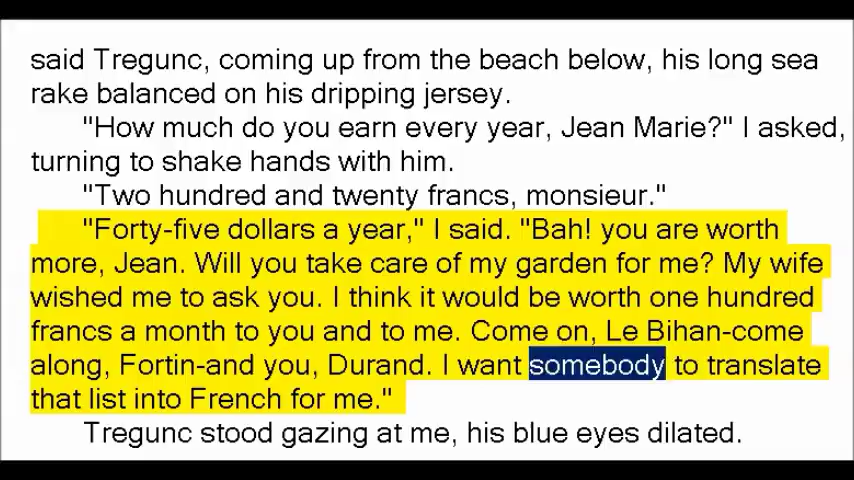 said Tregunc, coming up from the beach below, his long sea
rake balanced on his dripping jersey.
"How much do you earn every year, Jean Marie?" I asked,
turning to shake hands with him.
"Two hundred and twenty francs, monsieur."
"Forty-five dollars a year," I said. "Bah! you are worth
more, Jean. Will you take care of my garden for me? My wife
wished me to ask you. I think it would be worth one hundred
francs a month to you and to me. Come on, Le Bihan-come
along, Fortin-and you, Durand. I want somebody to translate
that list into French for me."
Tregunc stood gazing at me, his blue eyes dilated.